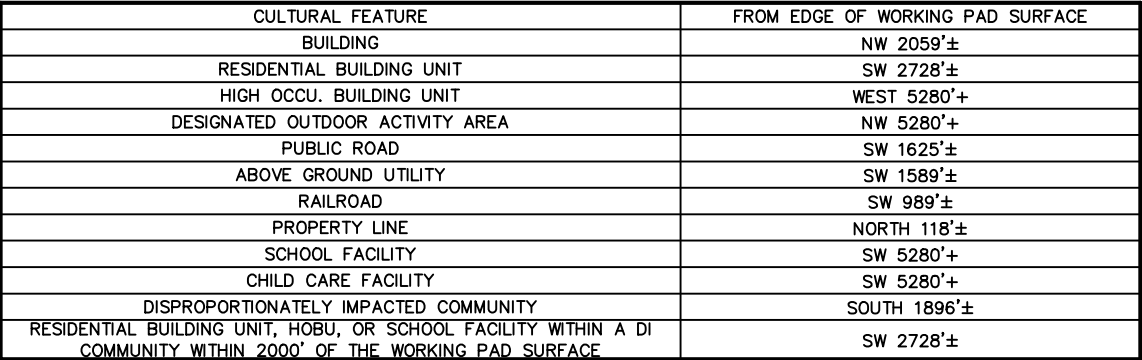 CULTURAL FEATURE FROM EDGE OF WORKING PAD SURFACE
BUILDING NW 2059'±
RESIDENTIAL BUILDING UNIT SW 2728'±
HIGH OCCU. BUILDING UNIT WEST 5280'+
DESIGNATED OUTDOOR ACTIVITY AREA NW 5280'+
PUBLIC ROAD SW 1625'±
ABOVE GROUND UTILITY SW 1589'±
RAILROAD SW 989'±
PROPERTY LINE NORTH 118'±
SCHOOL FACILITY SW 5280'+
CHILD CARE FACILITY SW 5280'+
DISPROPORTIONATELY IMPACTED COMMUNITY SOUTH 1896'±
RESIDENTIAL BUILDING UNIT, HOBU, OR SCHOOL FACILITY WITHIN A DI
COMMUNITY WITHIN 2000' OF THE WORKING PAD SURFACE SW 2728'±